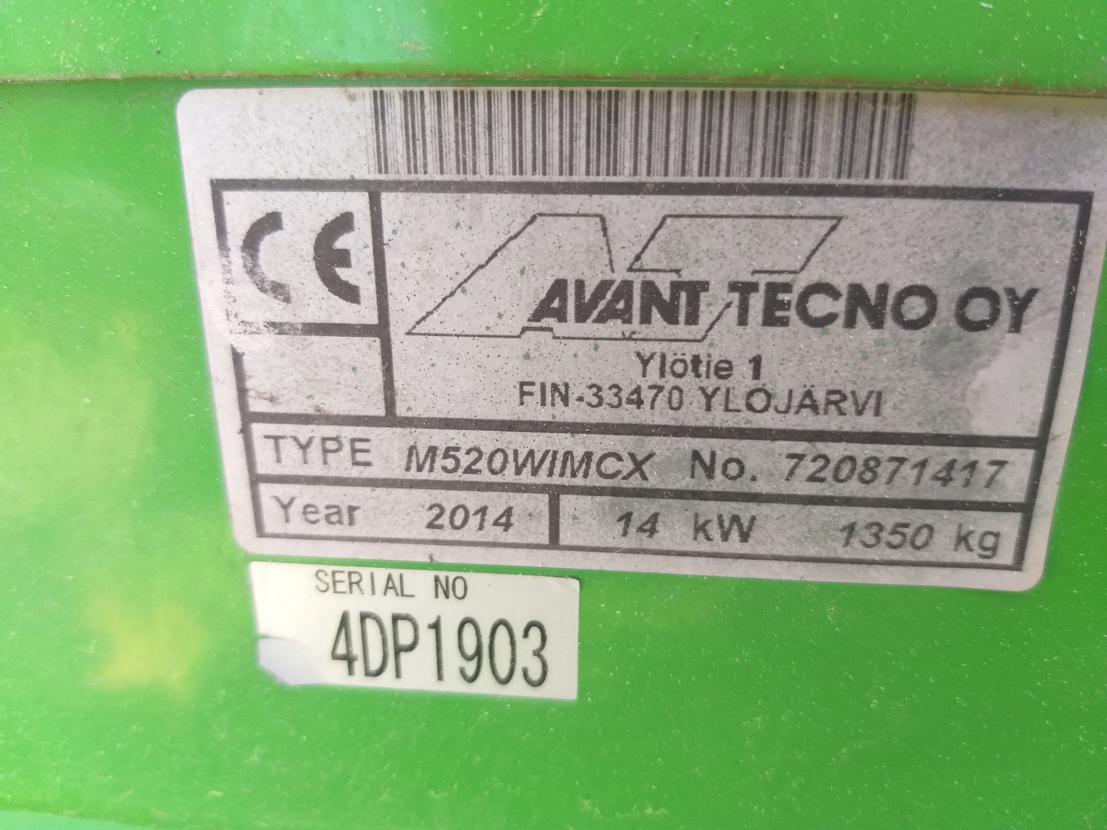 CE
AVANT TECNO OY
Ylötie 1
FIN-33470 YLÖJÄRVI
TYPE M520WIMCX No. 720871417
Year 2014 14 kW 1350 kg
SERIAL NO
4DP1903